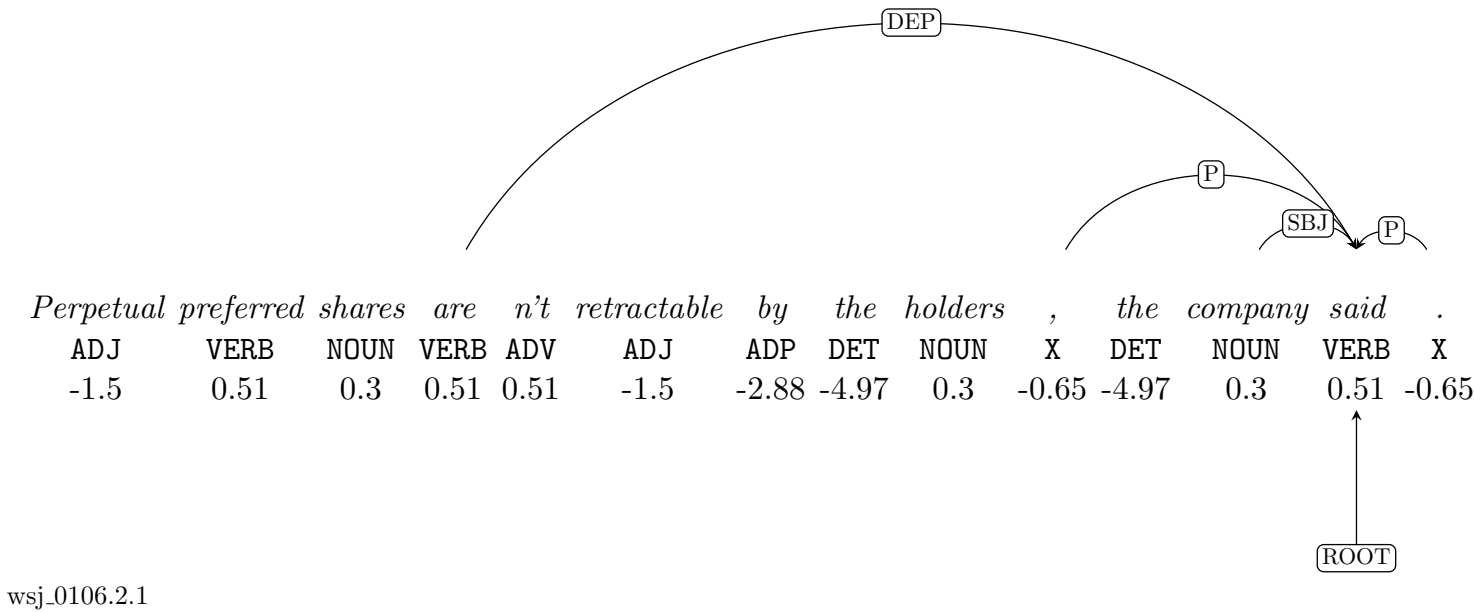 DEP
P
SBJ P
Perpetual preferred shares are n't retractable by the holders , the company said .
ADJ VERB NOUN VERB ADV ADJ ADP DET NOUN X DET NOUN VERB X
-1.5 0.51 0.3 0.51 0.51 -1.5 -2.88 -4.97 0.3 -0.65 -4.97 0.3 0.51 -0.65
ROOT
wsj_0106.2.1